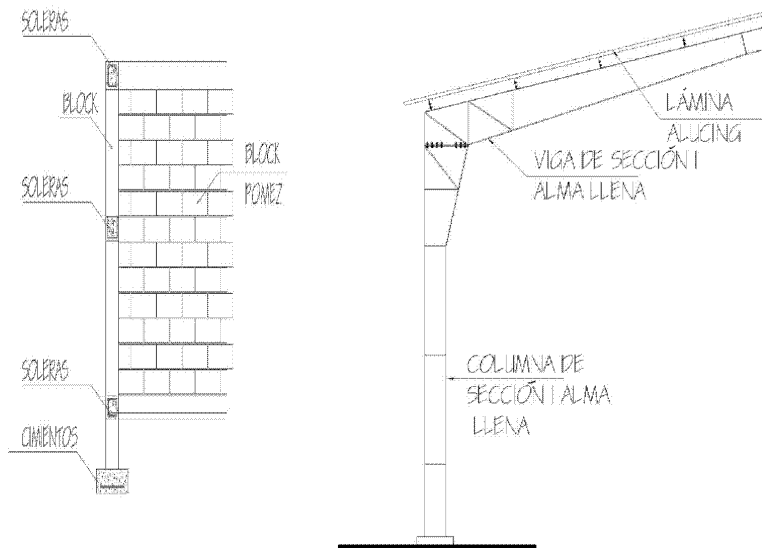 SOLERAS
BLOCK
BLOCK
POMEZ
SOLERAS
SOLERAS
CIMIENTOS
LÁMINA
ALUCING
VIGA DE SECCIÓN I
ALMA LLENA
COLUMNA DE
SECCIÓN I ALMA
LLENA